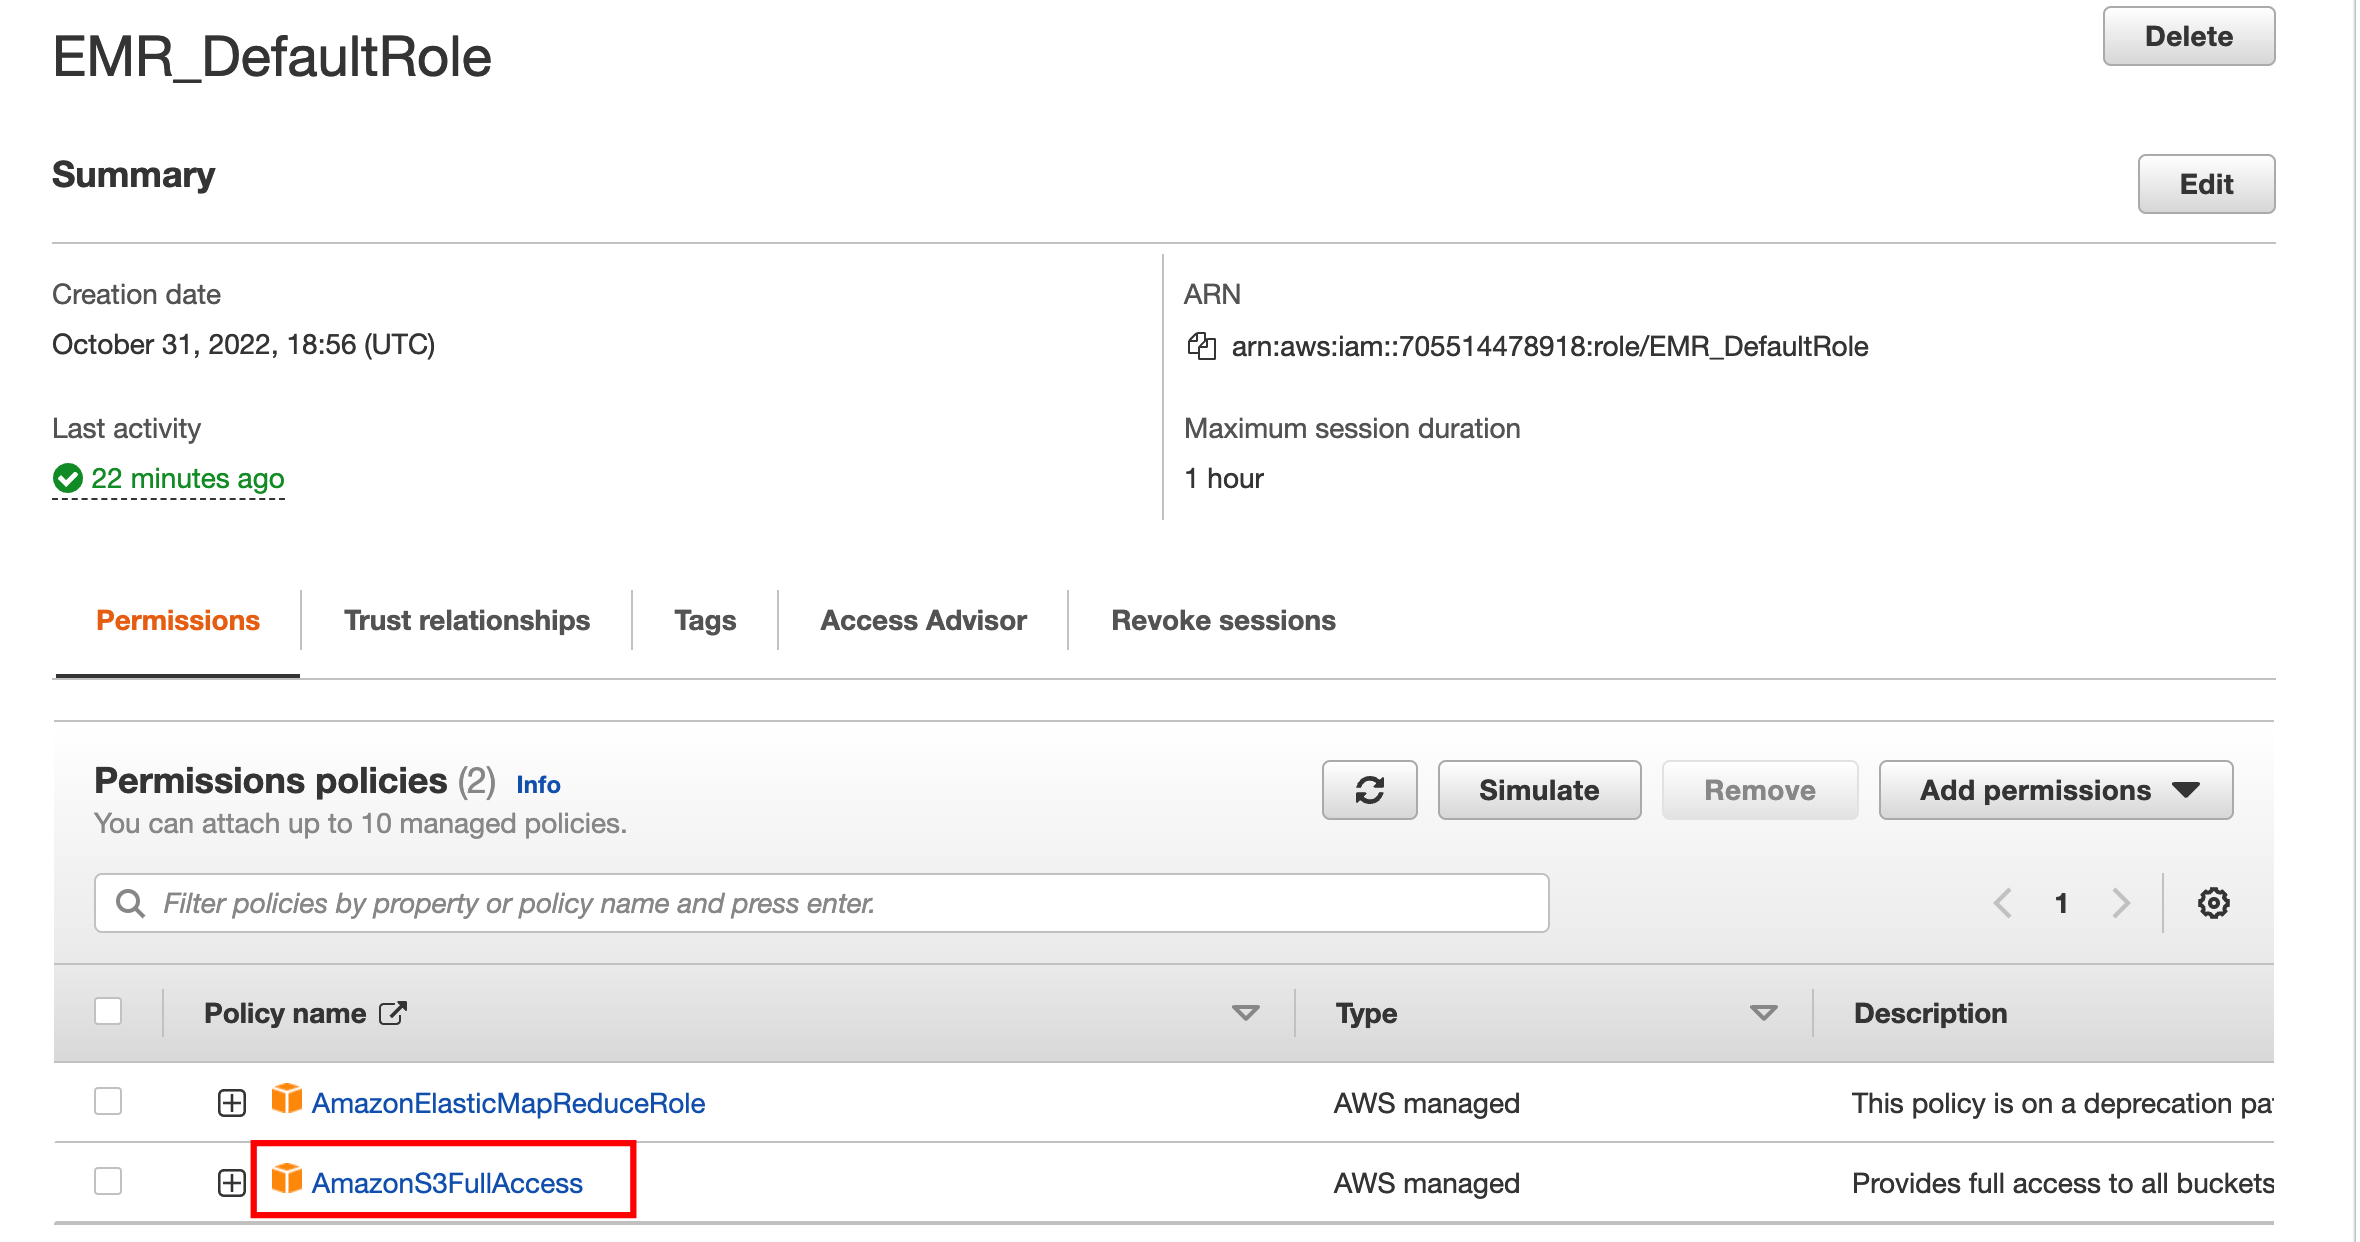 EMR_DefaultRole
Delete
Summary
Edit
Creation date
October 31, 2022, 18:56 (UTC)
ARN
arn:aws:iam::705514478918:role/EMR_DefaultRole
Last activity
22 minutes ago
Maximum session duration
1 hour
Permissions
Trust relationships
Tags
Access Advisor
Revoke sessions
Permissions policies (2) Info
You can attach up to 10 managed policies.
Simulate
Remove
Add permissions
Filter policies by property or policy name and press enter.
1
Policy name
Type
Description
AmazonElasticMapReduceRole
AWS managed
This policy is on a deprecation
AmazonS3FullAccess
AWS managed
Provides full access to all buckets